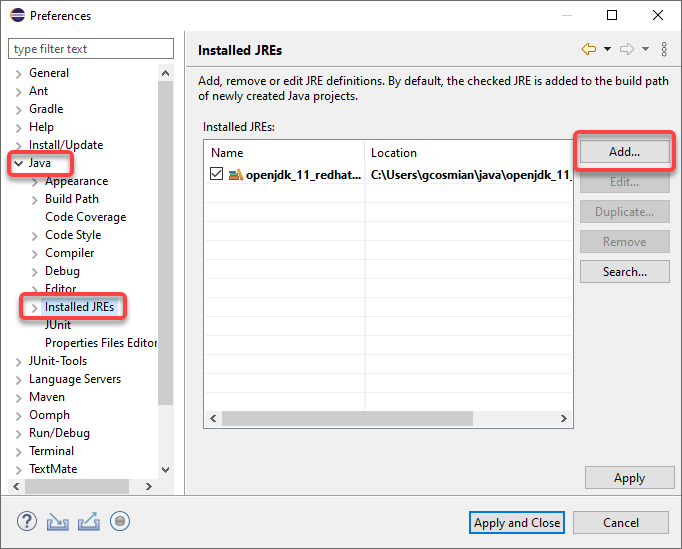 Preferences
type filter text
General
Ant
Gradle
Help
Install/Update
Java
Appearance
Build Path
Code Coverage
Code Style
Compiler
Debug
Editor
Installed JREs
JUnit
Properties Files Editor
JUnit-Tools
Language Servers
Maven
Oomph
Run/Debug
Terminal
TextMate
Installed JREs
Add, remove or edit JRE definitions. By default, the checked JRE is added to the build path
of newly created Java projects.
Installed JREs:
Name Location
openjdk_11_redhat... C:\Users\gcosmian\java\openjdk_11_
Add...
Edit...
Duplicate...
Remove
Search...
Apply
Apply and Close Cancel